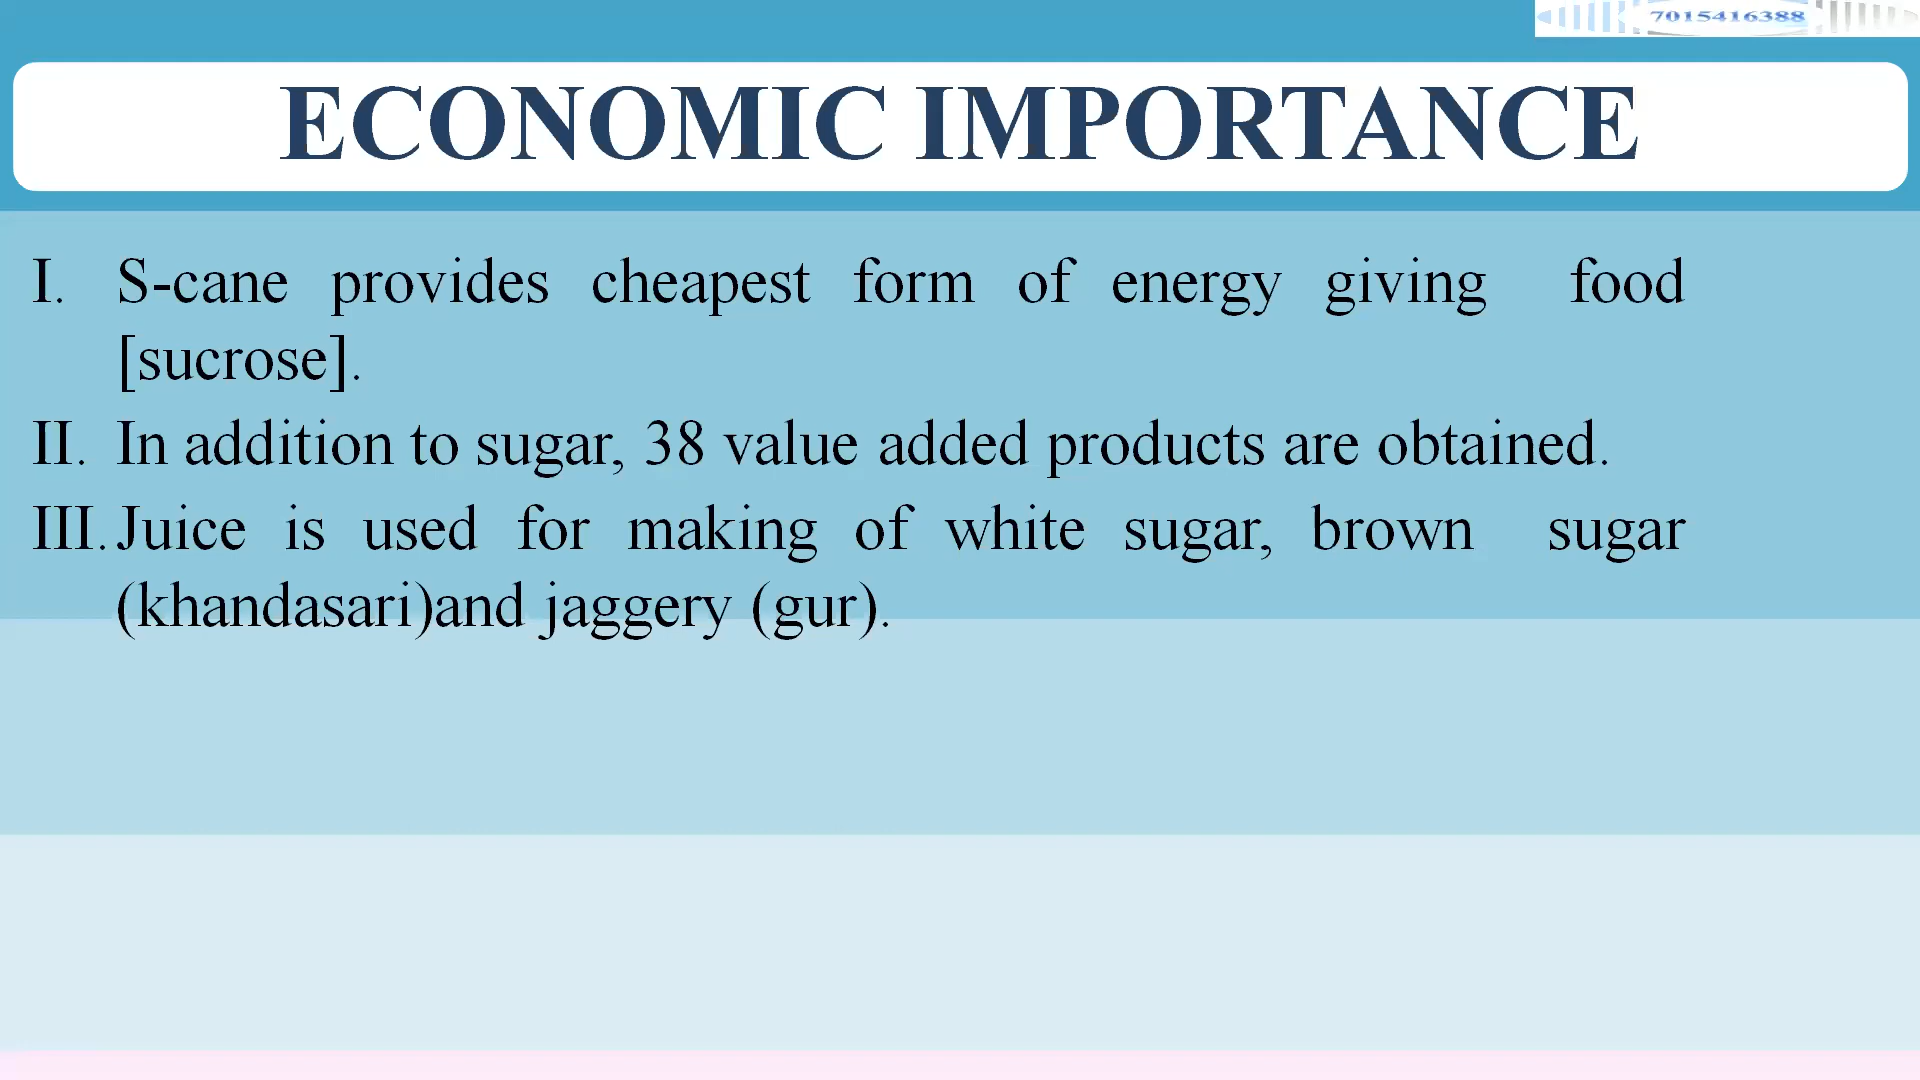 7015416388
ECONOMIC IMPORTANCE
I. S-cane provides cheapest form of energy giving food
[sucrose].
II. In addition to sugar, 38 value added products are obtained.
III. Juice is used for making of white sugar, brown sugar
(khandasari)and jaggery (gur).